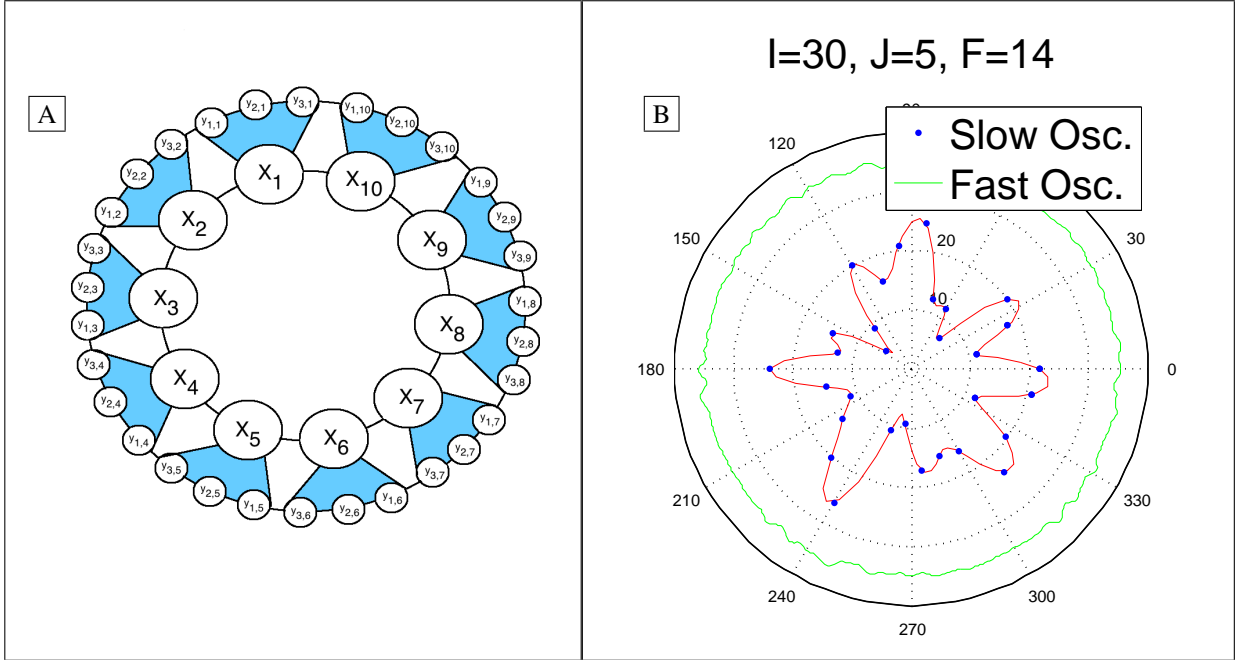 A
X1
X2
X3
X4
X5
X6
X7
X8
X9
X10
y1,1
y2,1
y3,1
y1,2
y2,2
y3,2
y1,3
y2,3
y3,3
y1,4
y2,4
y3,4
y1,5
y2,5
y3,5
y1,6
y2,6
y3,6
y1,7
y2,7
y3,7
y1,8
y2,8
y3,8
y1,9
y2,9
y3,9
y1,10
y2,10
y3,10
I=30, J=5, F=14
B
Slow Osc.
Fast Osc.
120
150
30
20
10
180
0
210
330
240
300
270